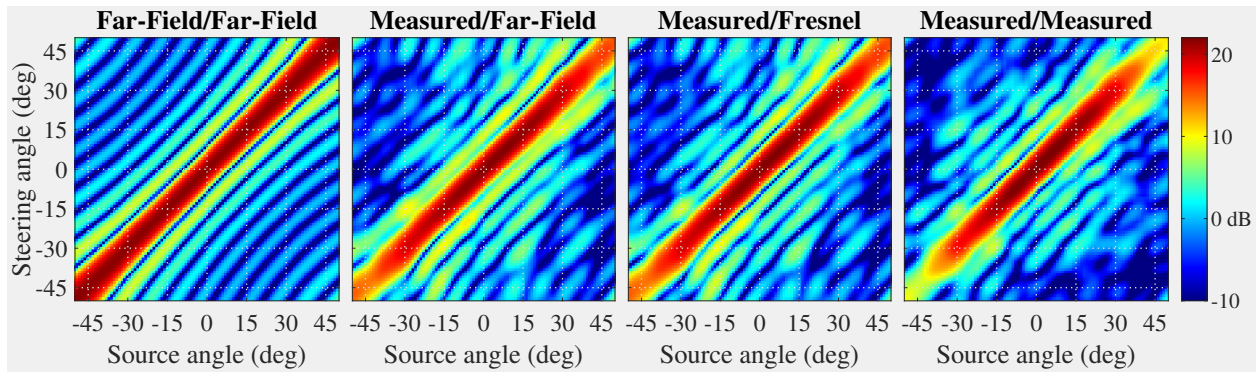 Far-Field/Far-Field
Measured/Far-Field
Measured/Fresnel
Measured/Measured
Steering angle (deg)
45
30
15
0
-15
-30
-45
-45 -30 -15 0 15 30 45
-45 -30 -15 0 15 30 45
-45 -30 -15 0 15 30 45
-45 -30 -15 0 15 30 45
Source angle (deg)
Source angle (deg)
Source angle (deg)
Source angle (deg)
20
10
0 dB
-10